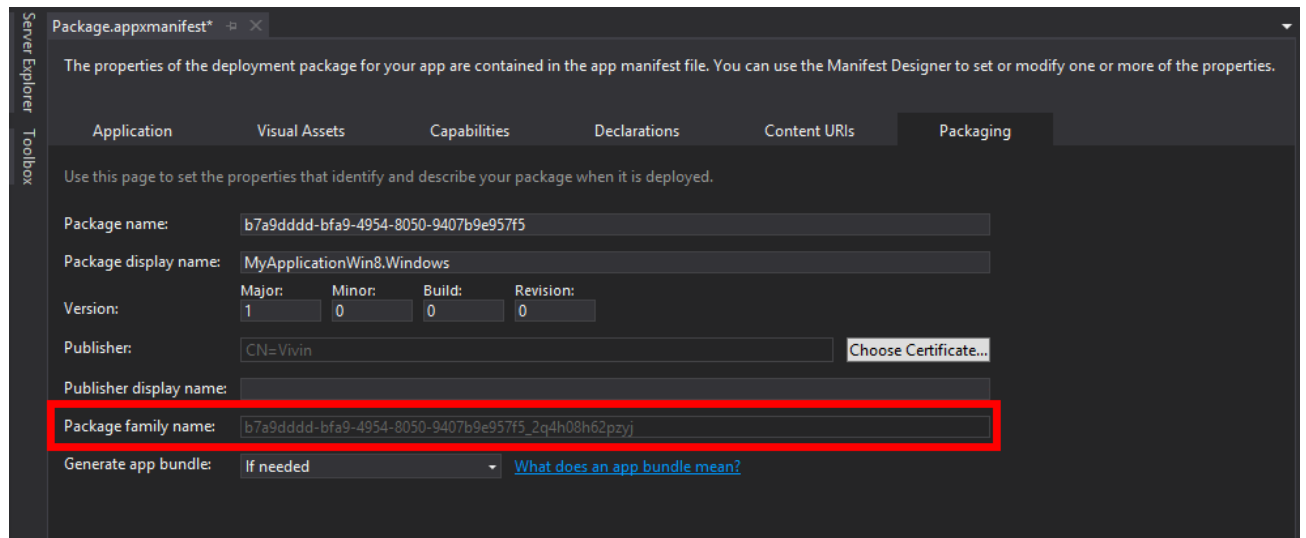 Server Explorer
Toolbox
Package.appxmanifest*
The properties of the deployment package for your app are contained in the app manifest file. You can use the Manifest Designer to set or modify one or more of the properties.
Application Visual Assets Capabilities Declarations Content URIs Packaging
Use this page to set the properties that identify and describe your package when it is deployed.
Package name: b7a9dddd-bfa9-4954-8050-9407b9e957f5
Package display name: MyApplicationWin8.Windows
Major: Minor: Build: Revision:
Version: 1 0 0 0
Publisher: CN=Vivin Choose Certificate...
Publisher display name:
Package family name: b7a9dddd-bfa9-4954-8050-9407b9e957f5_2q4h08h62pzyj
Generate app bundle: If needed What does an app bundle mean?